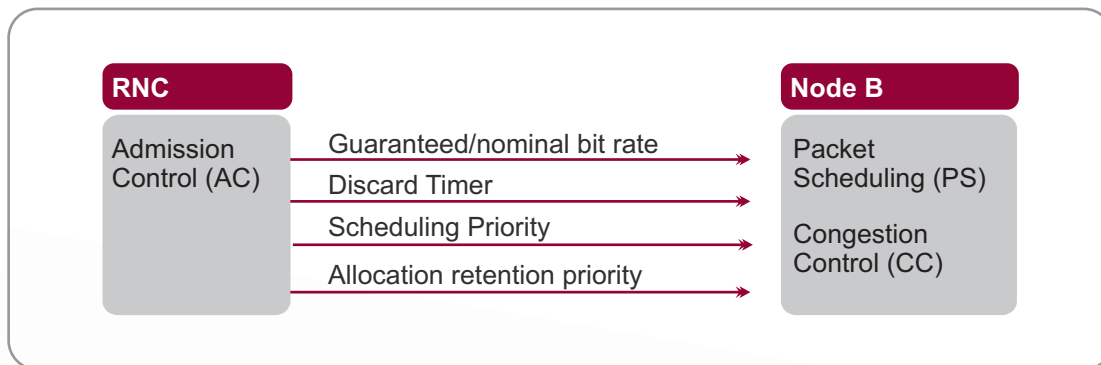 RNC
Node B
Admission
Control (AC)
Guaranteed/nominal bit rate
Discard Timer
Scheduling Priority
Allocation retention priority
Packet
Scheduling (PS)
Congestion
Control (CC)